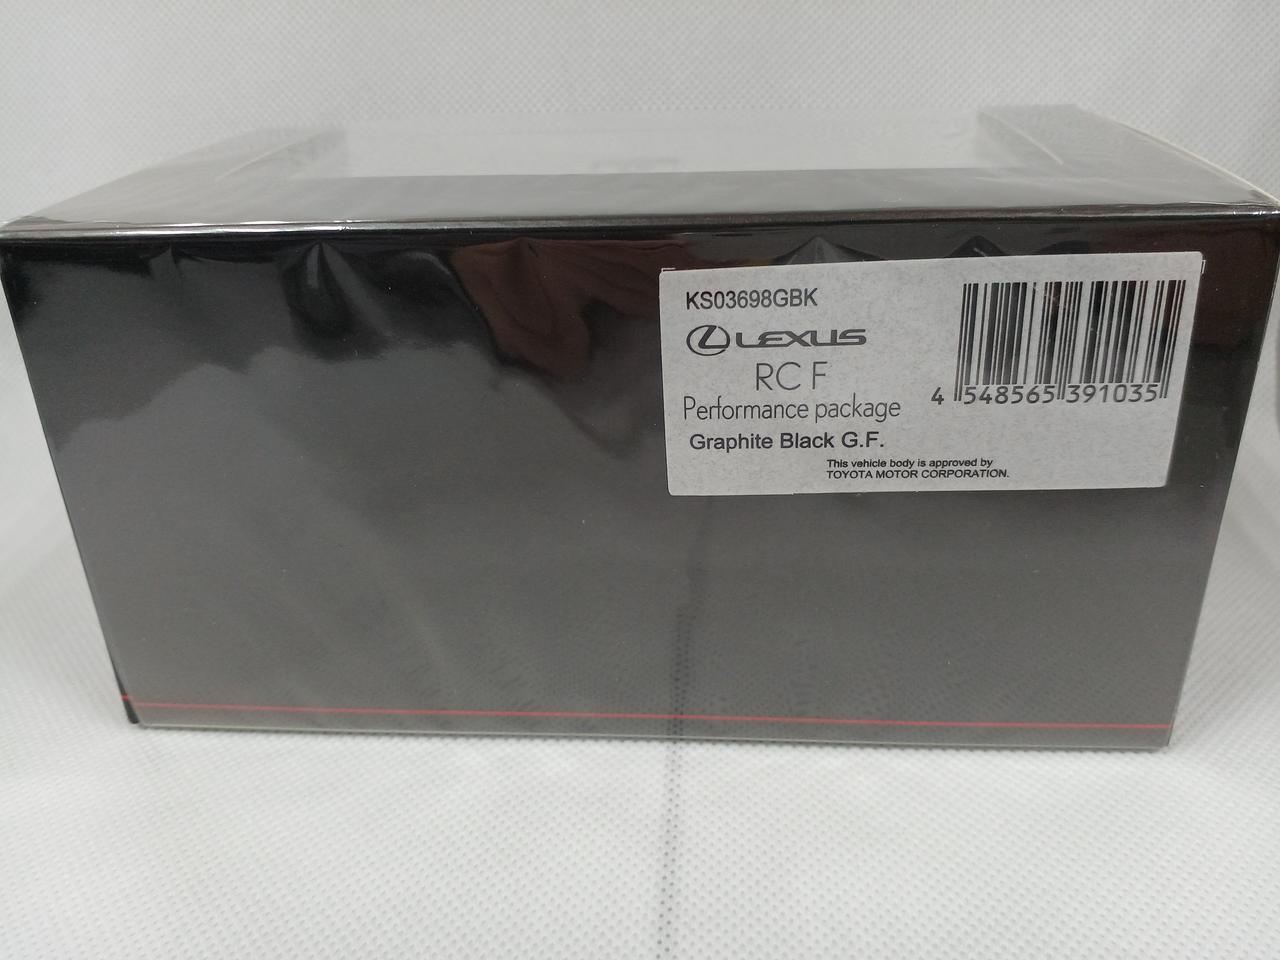 KS03698GBK
LEXUS
RC F
Performance package
Graphite Black G.F.
This vehicle body is approved by
TOYOTA MOTOR CORPORATION.
4 548565 391035